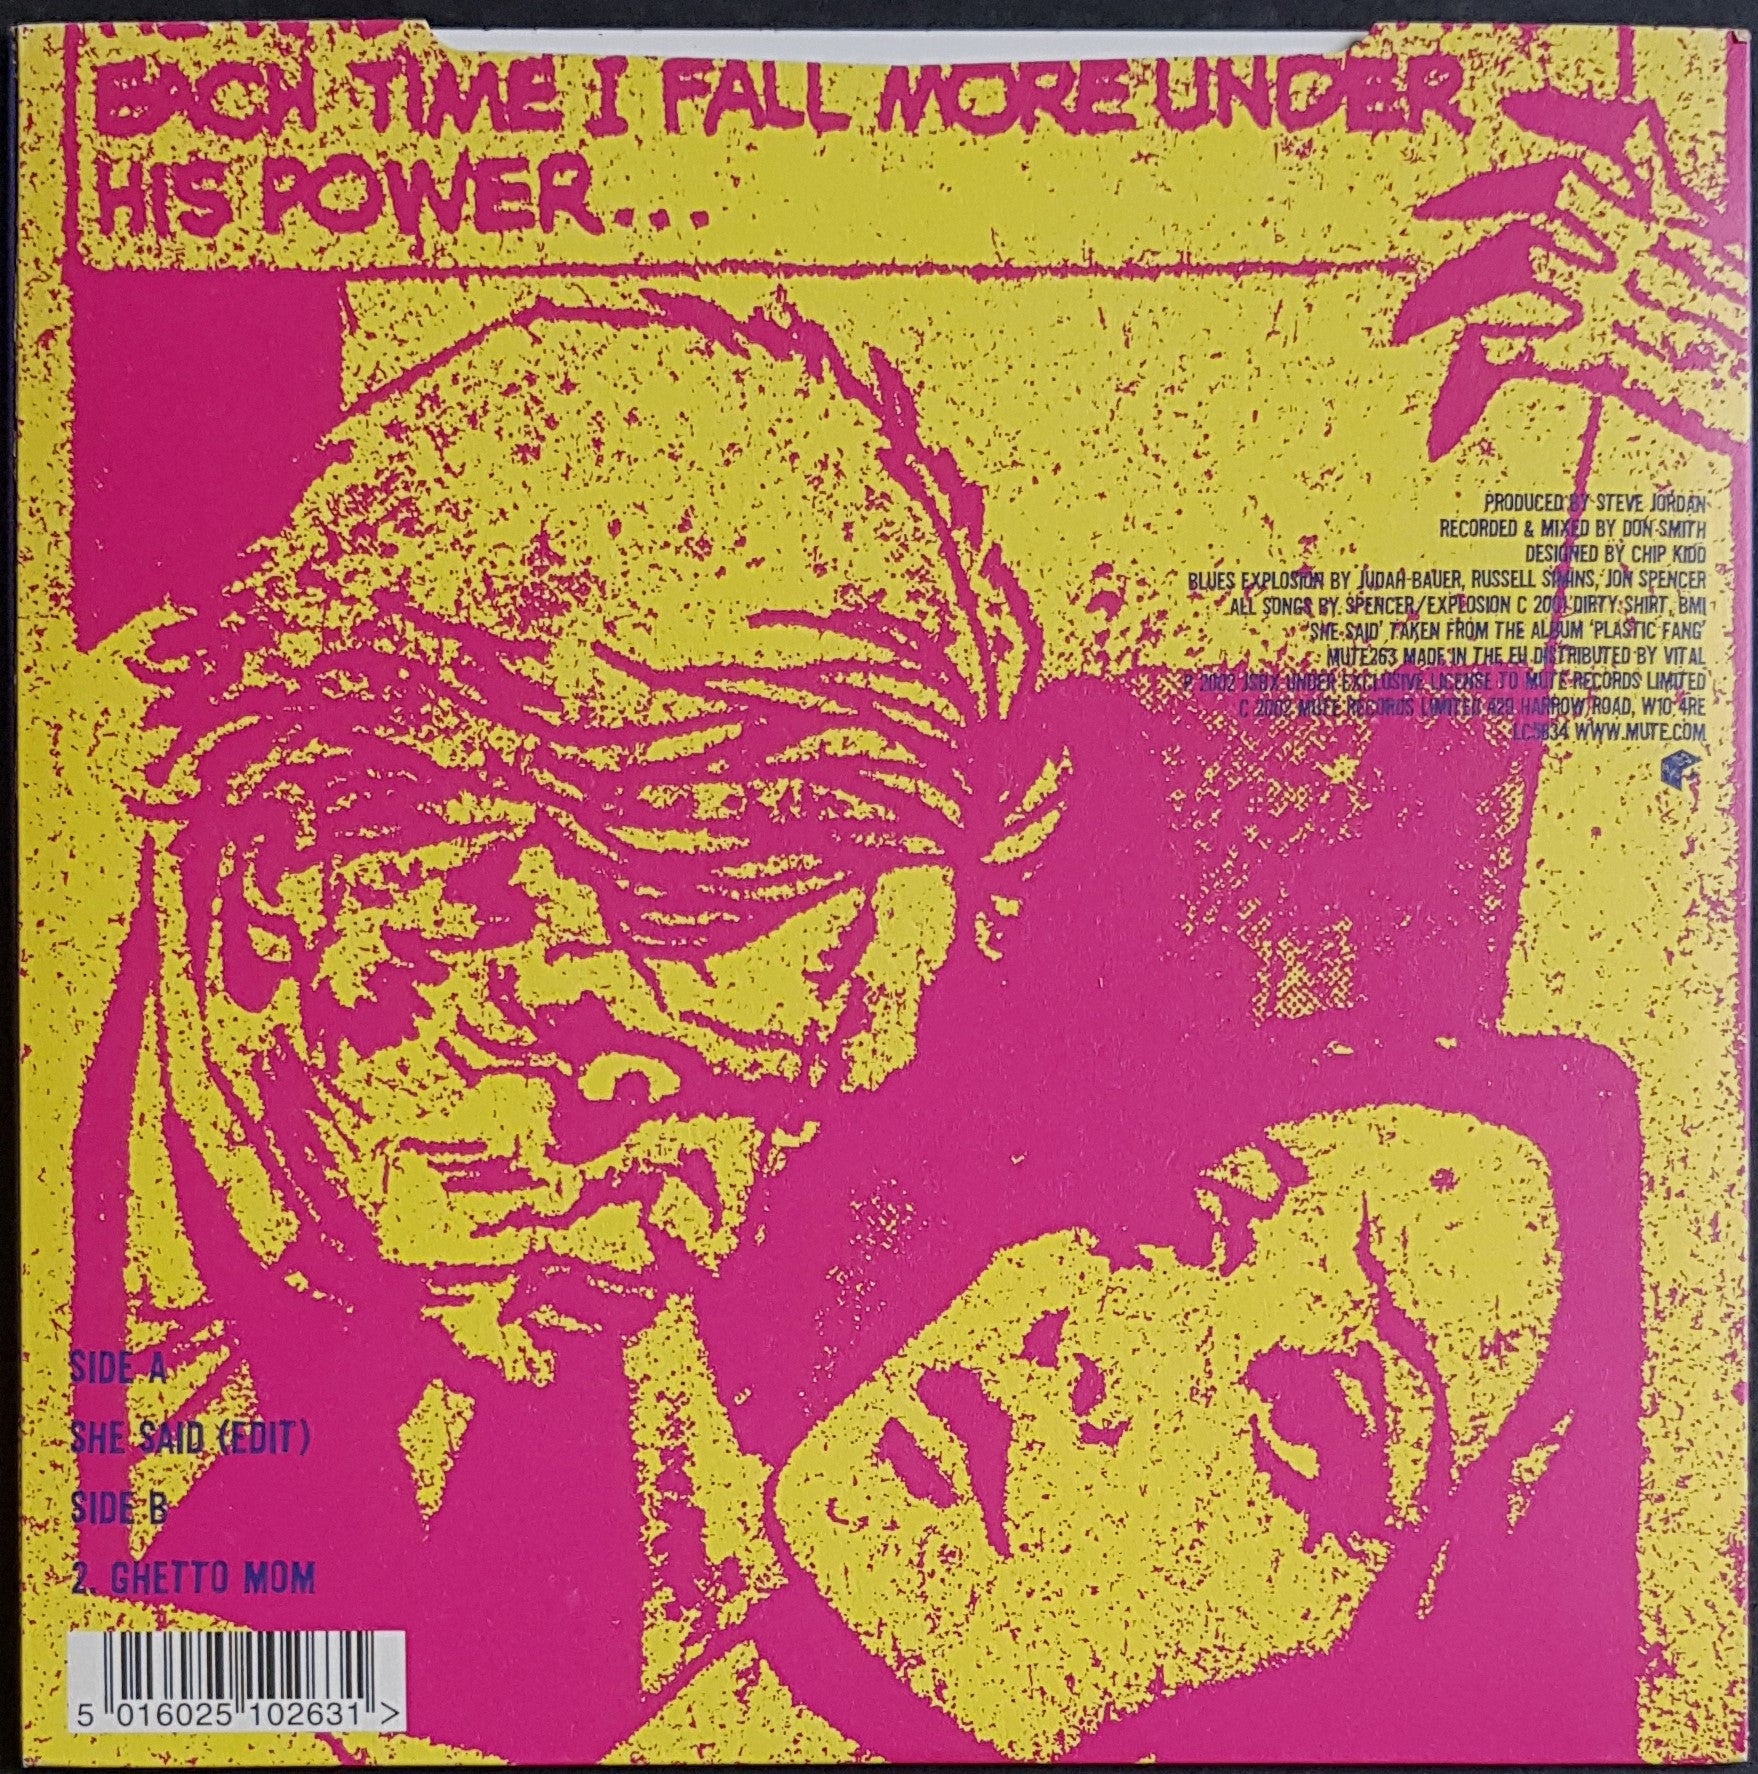 EACH TIME I FALL MORE UNDER
HIS POWER...
PRODUCED BY STEVE JORDAN
RECORDED & MIXED BY DON SMITH
DESIGNED BY CHIP KIDD
BLUES EXPLOSION BY JUDAH BAUER, RUSSELL SIMINS, JON SPENCER
ALL SONGS BY SPENCER/EXPLOSION C 2001 DIRTY SHIRT, BMI
'SHE SAID' TAKEN FROM THE ALBUM 'PLASTIC FANG'
MUTE263 MADE IN THE EU DISTRIBUTED BY VITAL
P 2002 JSBX UNDER EXCLUSIVE LICENSE TO MUTE RECORDS LIMITED
C 2002 MUTE RECORDS LIMITED 429 HARROW ROAD, W10 4RE
LC5834 WWW.MUTE.COM
SIDE A
SHE SAID (EDIT)
SIDE B
2. GHETTO MOM
5 016025 102631 >